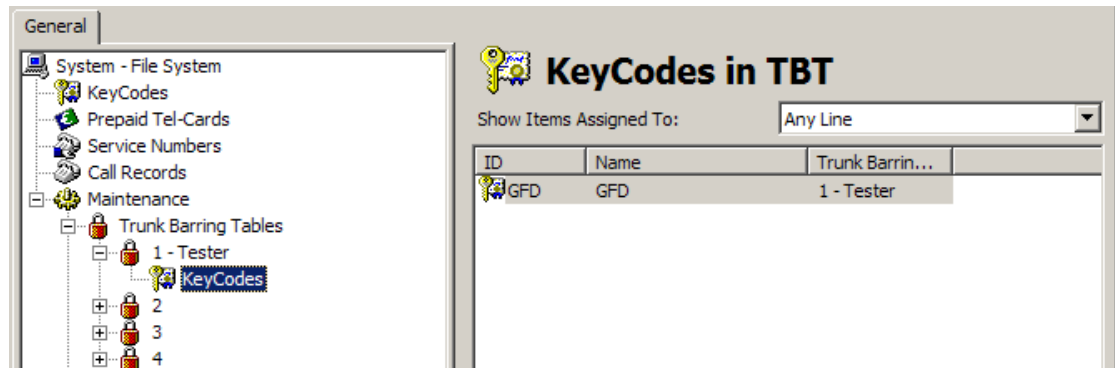 General
System - File System
KeyCodes
Prepaid Tel-Cards
Service Numbers
Call Records
Maintenance
Trunk Barring Tables
1 - Tester
KeyCodes
2
3
4
KeyCodes in TBT
Show Items Assigned To: Any Line
ID Name Trunk Barrin...
GFD GFD 1 - Tester